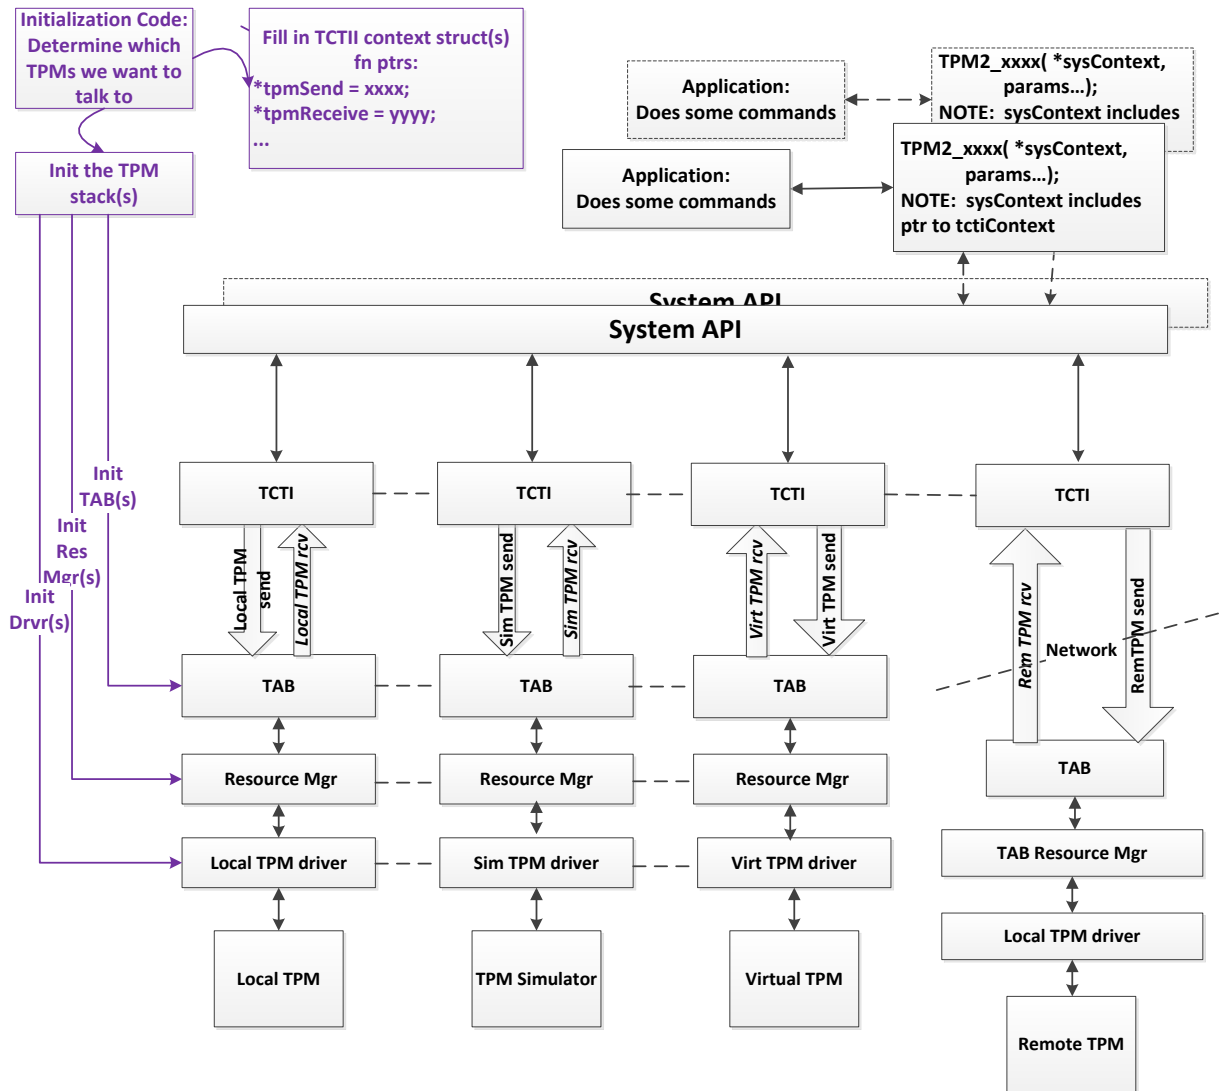 Initialization Code:
Determine which
TPMs we want to
talk to
Fill in TCTII context struct(s)
fn ptrs:
*tpmSend = xxxx;
*tpmReceive = yyyy;
...
Init the TPM
stack(s)
Application:
Does some commands
TPM2_xxxx( *sysContext,
params...);
NOTE:  sysContext includes
Application:
Does some commands
TPM2_xxxx( *sysContext,
params...);
NOTE:  sysContext includes
ptr to tctiContext
System API
System API
Init
TAB(s)
Init
Res
Mgr(s)
Init
Drvr(s)
TCTI
TCTI
TCTI
TCTI
Local TPM
send
Local TPM rcv
Sim TPM send
Sim TPM rcv
Virt TPM rcv
Virt TPM send
Rem TPM rcv
Network
RemTPM send
TAB
TAB
TAB
TAB
Resource Mgr
Resource Mgr
Resource Mgr
TAB Resource Mgr
Local TPM driver
Sim TPM driver
Virt TPM driver
Local TPM driver
Local TPM
TPM Simulator
Virtual TPM
Remote TPM